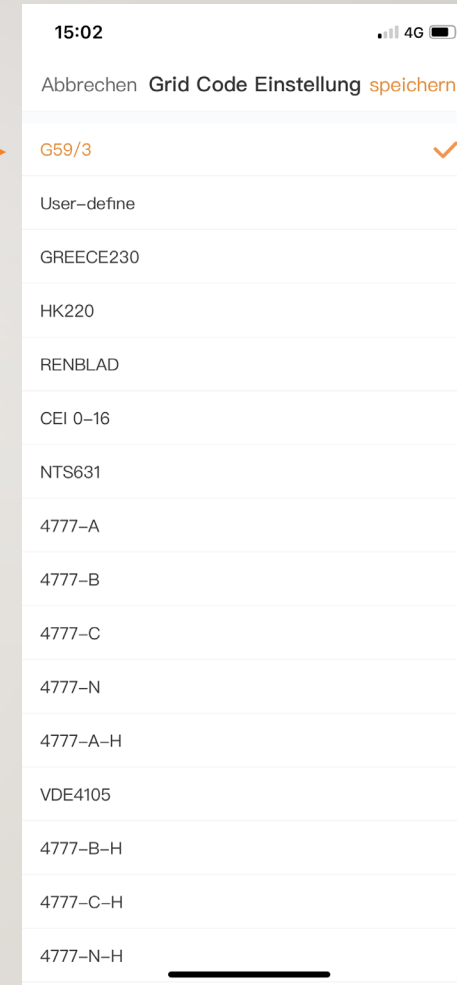 15:02 4G
Abbrechen Grid Code Einstellung speichern
G59/3
User-define
GREECE230
HK220
RENBLAD
CEI 0-16
NTS631
4777-A
4777-B
4777-C
4777-N
4777-A-H
VDE4105
4777-B-H
4777-C-H
4777-N-H